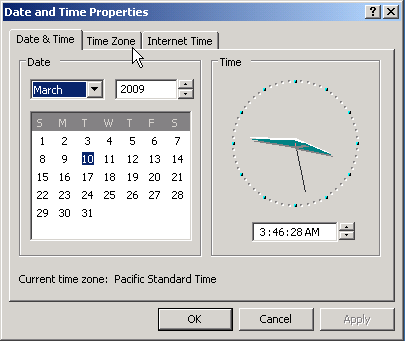 Date and Time Properties
Date & Time Time Zone Internet Time
Date
March 2009
S M T W T F S
1 2 3 4 5 6 7
8 9 10 11 12 13 14
15 16 17 18 19 20 21
22 23 24 25 26 27 28
29 30 31
Time
3:46:28 AM
Current time zone: Pacific Standard Time
OK Cancel Apply